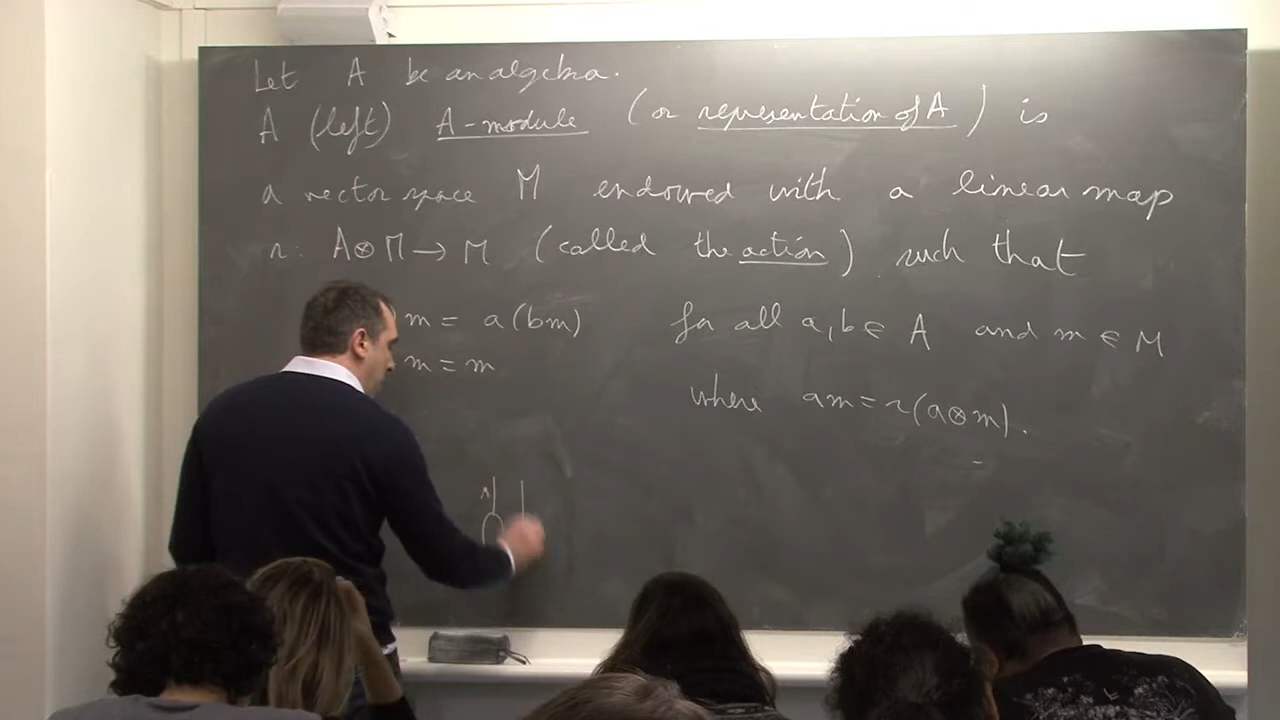 Let A be an algebra.
A (left) A-module (or representation of A) is
a vector space M endowed with a linear map
r: A⊗M → M (called the action) such that
m = a(bm) for all a, b ∈ A and m ∈ M
m = m
where am = r(a⊗m).